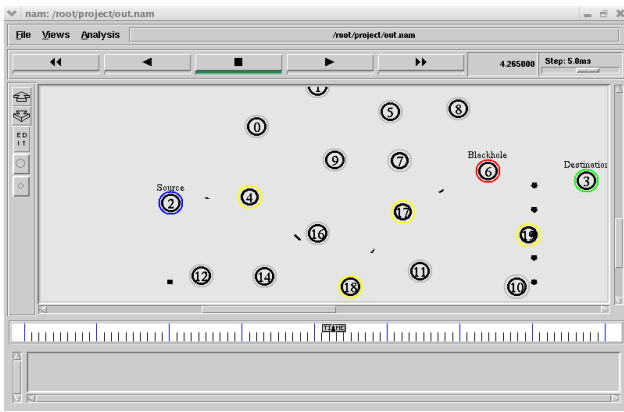 nam: /root/project/out.nam
File Views Analysis /root/project/out.nam
4.265000 Step: 5.0ms
E D
I T
1
5
8
0
9
7
Blackhole
6
Destination
3
Source
2
4
17
16
19
12
14
11
18
10
TIME